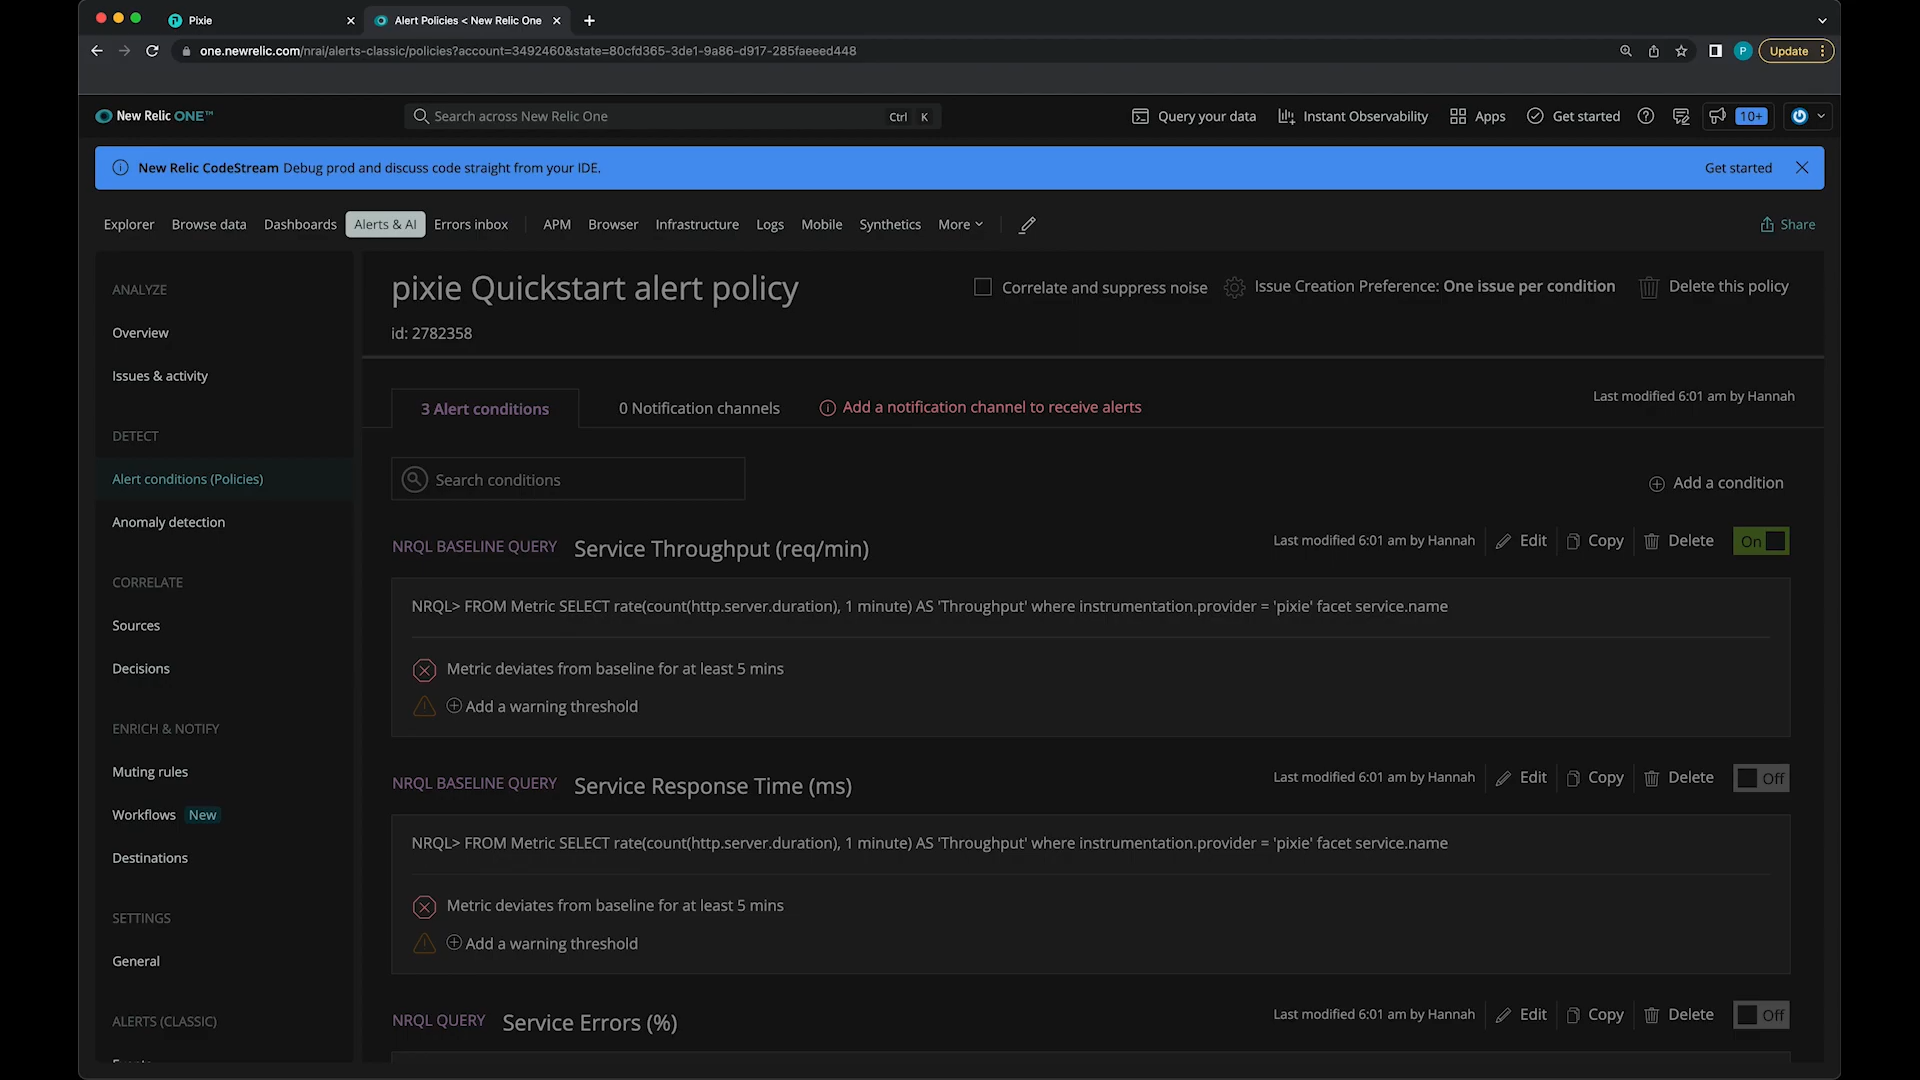 Pixie
Alert Policies < New Relic One
one.newrelic.com/nrai/alerts-classic/policies?account=3492460&state=80cfd365-3de1-9a86-d917-285faeeed448
P
Update
New Relic ONE™
Search across New Relic One
Ctrl K
Query your data
Instant Observability
Apps
Get started
10+
New Relic CodeStream Debug prod and discuss code straight from your IDE.
Get started
Explorer
Browse data
Dashboards
Alerts & AI
Errors inbox
APM
Browser
Infrastructure
Logs
Mobile
Synthetics
More
Share
ANALYZE
Overview
Issues & activity
DETECT
Alert conditions (Policies)
Anomaly detection
CORRELATE
Sources
Decisions
ENRICH & NOTIFY
Muting rules
Workflows New
Destinations
SETTINGS
General
ALERTS (CLASSIC)
pixie Quickstart alert policy
Correlate and suppress noise
Issue Creation Preference: One issue per condition
Delete this policy
id: 2782358
3 Alert conditions
0 Notification channels
Add a notification channel to receive alerts
Last modified 6:01 am by Hannah
Search conditions
Add a condition
NRQL BASELINE QUERY Service Throughput (req/min)
Last modified 6:01 am by Hannah
Edit
Copy
Delete
On
NRQL> FROM Metric SELECT rate(count(http.server.duration), 1 minute) AS 'Throughput' where instrumentation.provider = 'pixie' facet service.name
Metric deviates from baseline for at least 5 mins
Add a warning threshold
NRQL BASELINE QUERY Service Response Time (ms)
Last modified 6:01 am by Hannah
Edit
Copy
Delete
Off
NRQL> FROM Metric SELECT rate(count(http.server.duration), 1 minute) AS 'Throughput' where instrumentation.provider = 'pixie' facet service.name
Metric deviates from baseline for at least 5 mins
Add a warning threshold
NRQL QUERY Service Errors (%)
Last modified 6:01 am by Hannah
Edit
Copy
Delete
Off